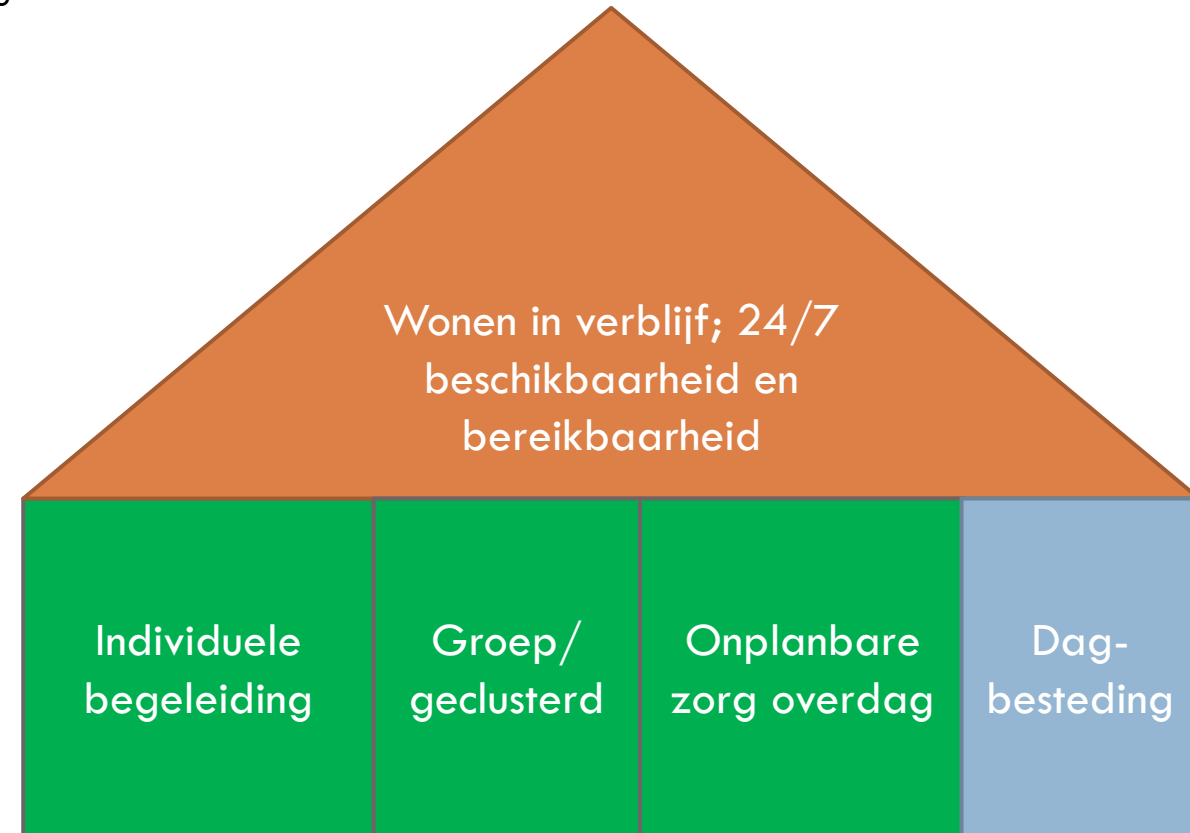 Wonen in verblijf; 24/7
beschikbaarheid en
bereikbaarheid
Individuele
begeleiding
Groep/
geclusterd
Onplanbare
zorg overdag
Dag-
besteding